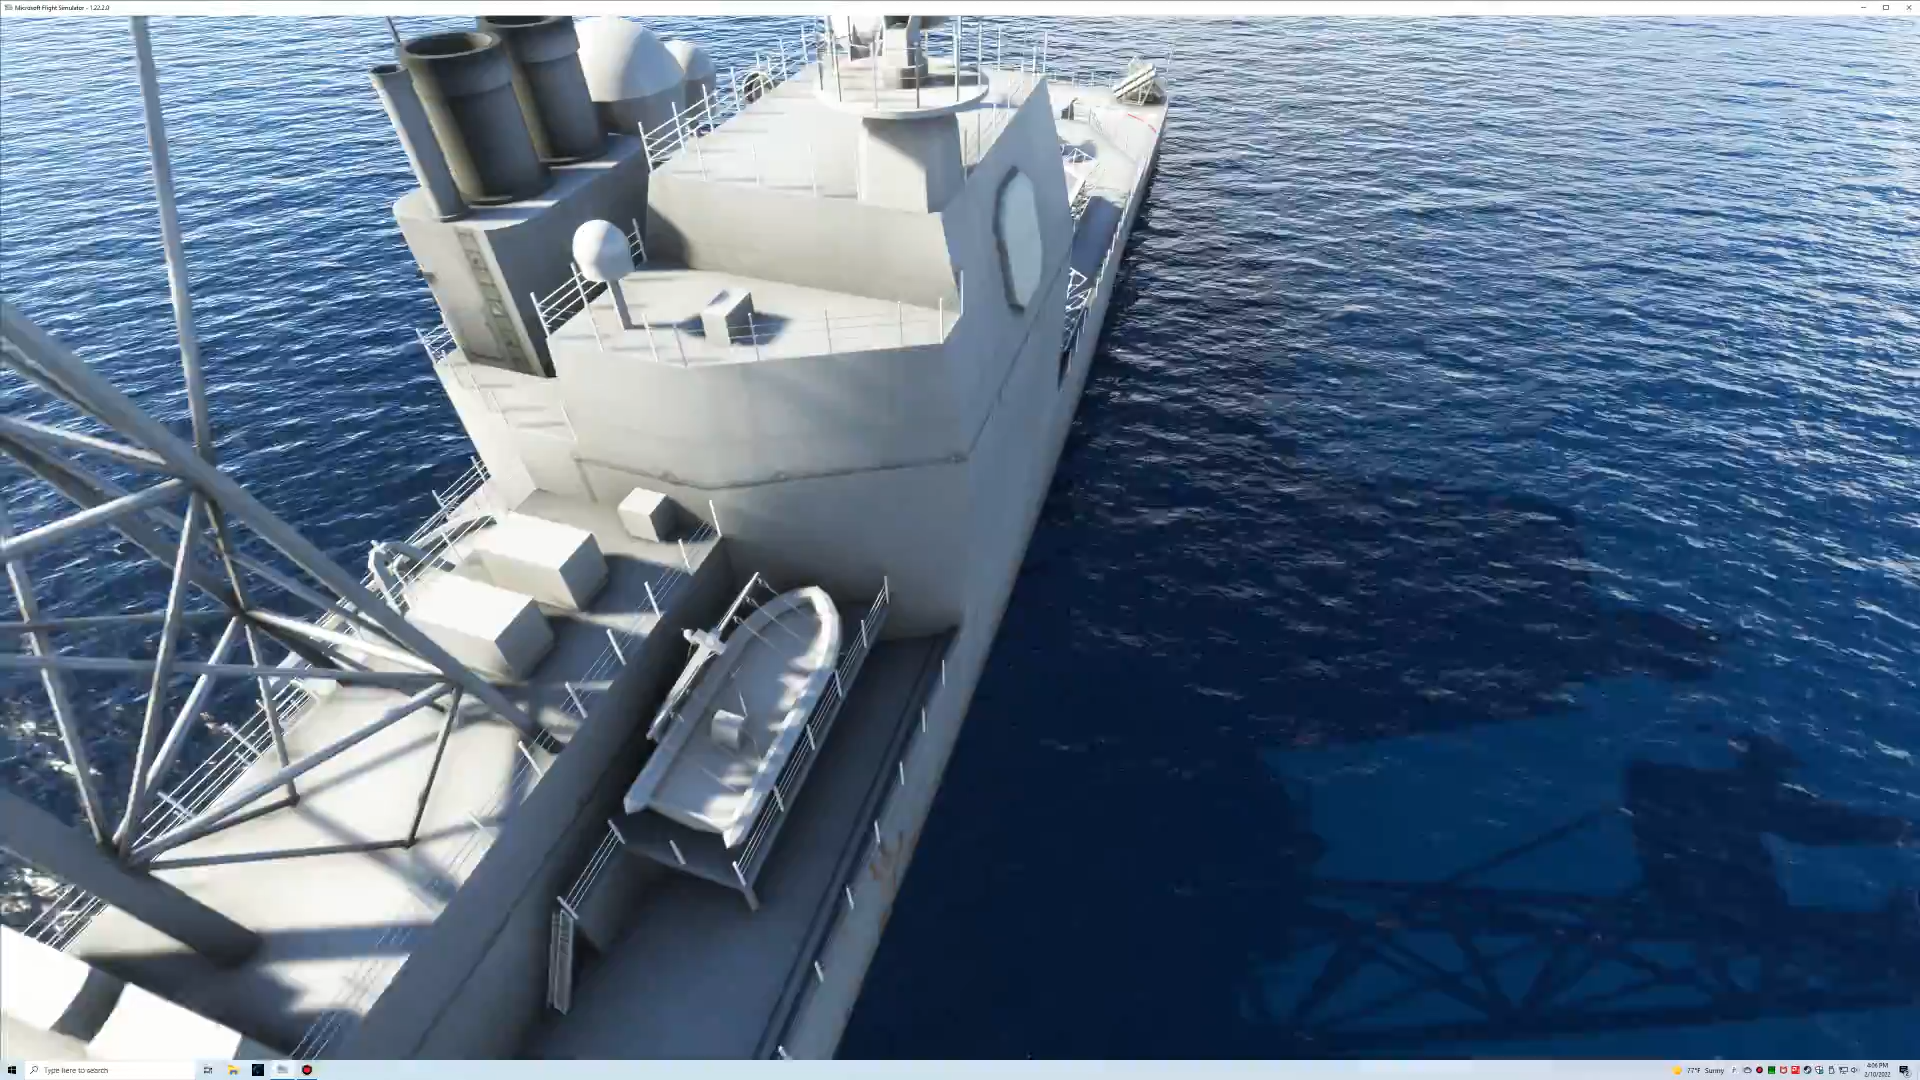 Microsoft Flight Simulator - 1.22.2.0
Type here to search
77°F Sunny
4:06 PM
2/10/2022